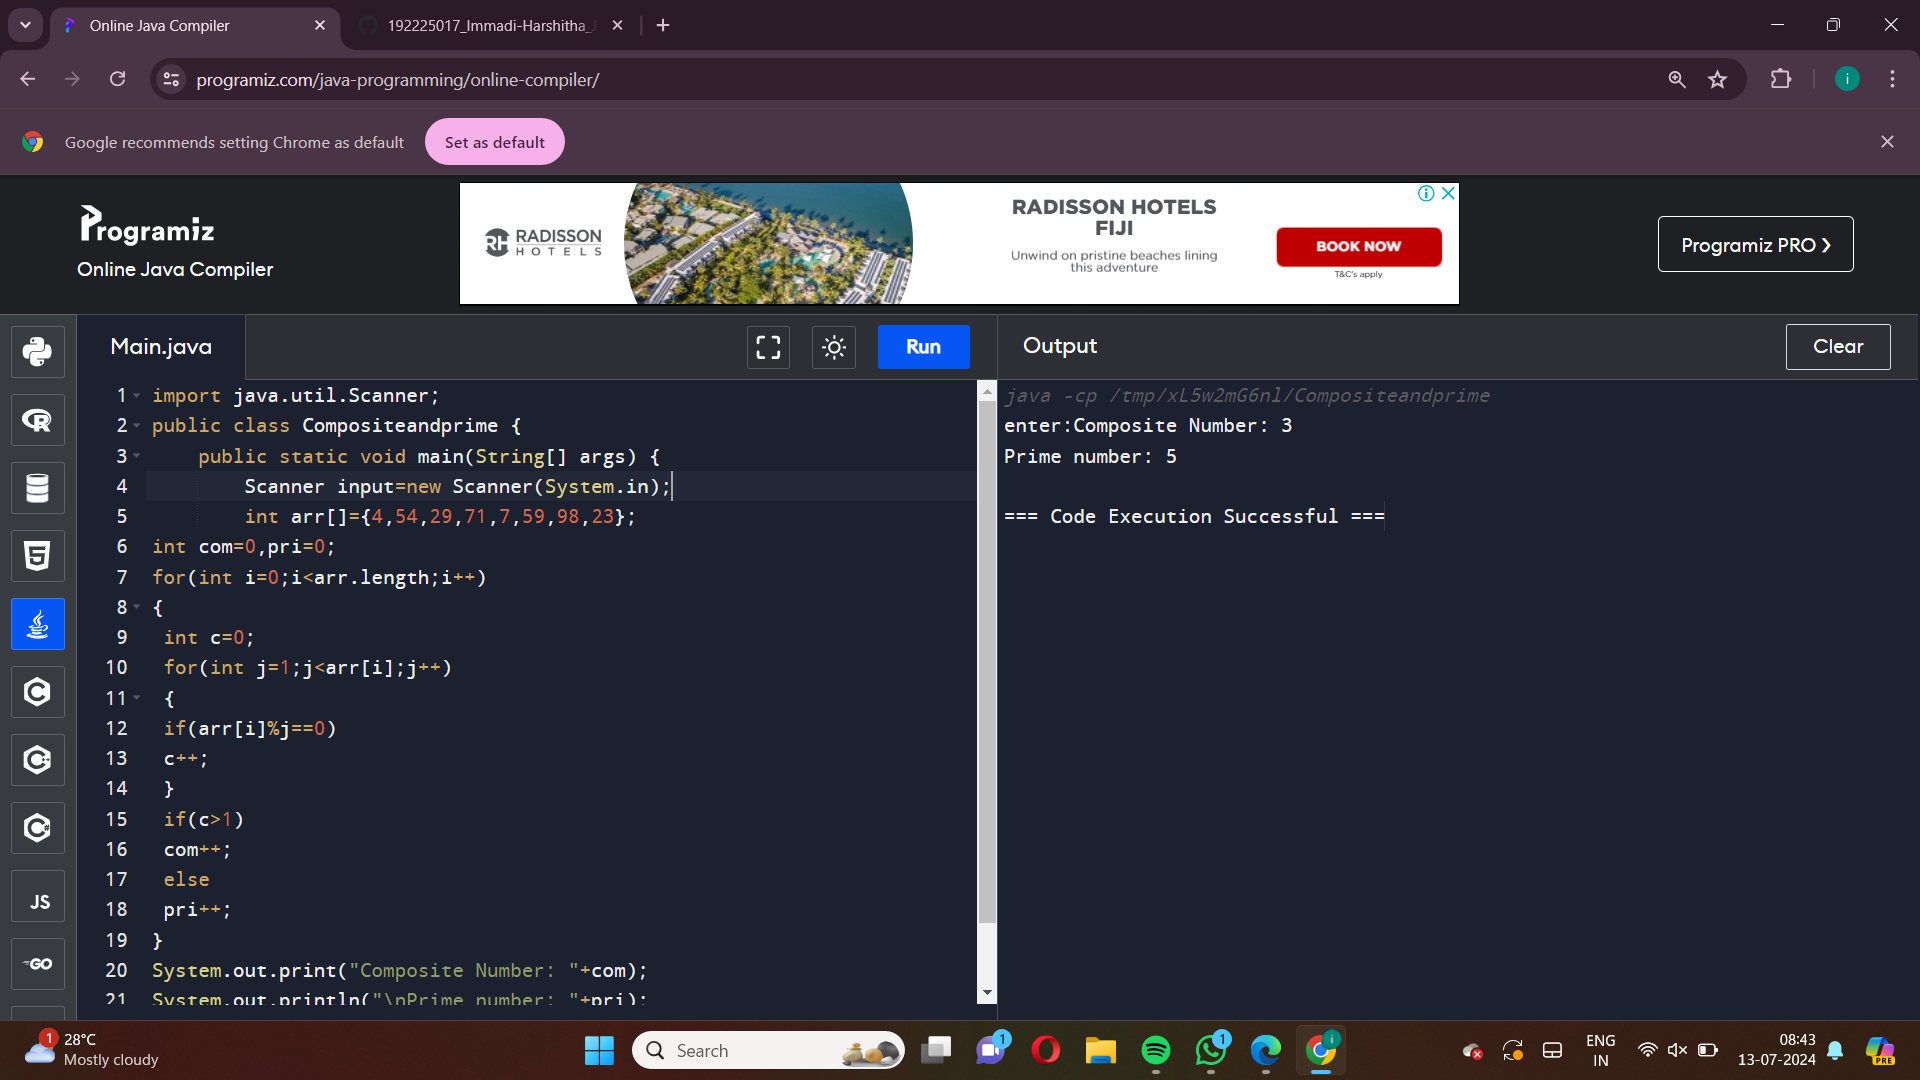 Online Java Compiler
192225017_Immadi-Harshitha_J
programiz.com/java-programming/online-compiler/
i
Google recommends setting Chrome as default
Set as default
Programiz
Online Java Compiler
RH RADISSON
HOTELS
RADISSON HOTELS
FIJI
Unwind on pristine beaches lining
this adventure
BOOK NOW
T&C's apply
Programiz PRO
Main.java
Run
Output
Clear
1 import java.util.Scanner;
2 public class Compositeandprime {
3 public static void main(String[] args) {
4 Scanner input=new Scanner(System.in);
5 int arr[]={4,54,29,71,7,59,98,23};
6 int com=0,pri=0;
7 for(int i=0;i<arr.length;i++)
8 {
9 int c=0;
10 for(int j=1;j<arr[i];j++)
11 {
12 if(arr[i]%j==0)
13 c++;
14 }
15 if(c>1)
16 com++;
17 else
18 pri++;
19 }
20 System.out.print("Composite Number: "+com);
21 System.out.println("\nPrime number: "+pri);
java -cp /tmp/xL5w2mG6nl/Compositeandprime
enter:Composite Number: 3
Prime number: 5
=== Code Execution Successful ===
R
5
C
C++
C#
JS
GO
1
28°C
Mostly cloudy
Search
1
1
i
ENG
IN
08:43
13-07-2024
PRE